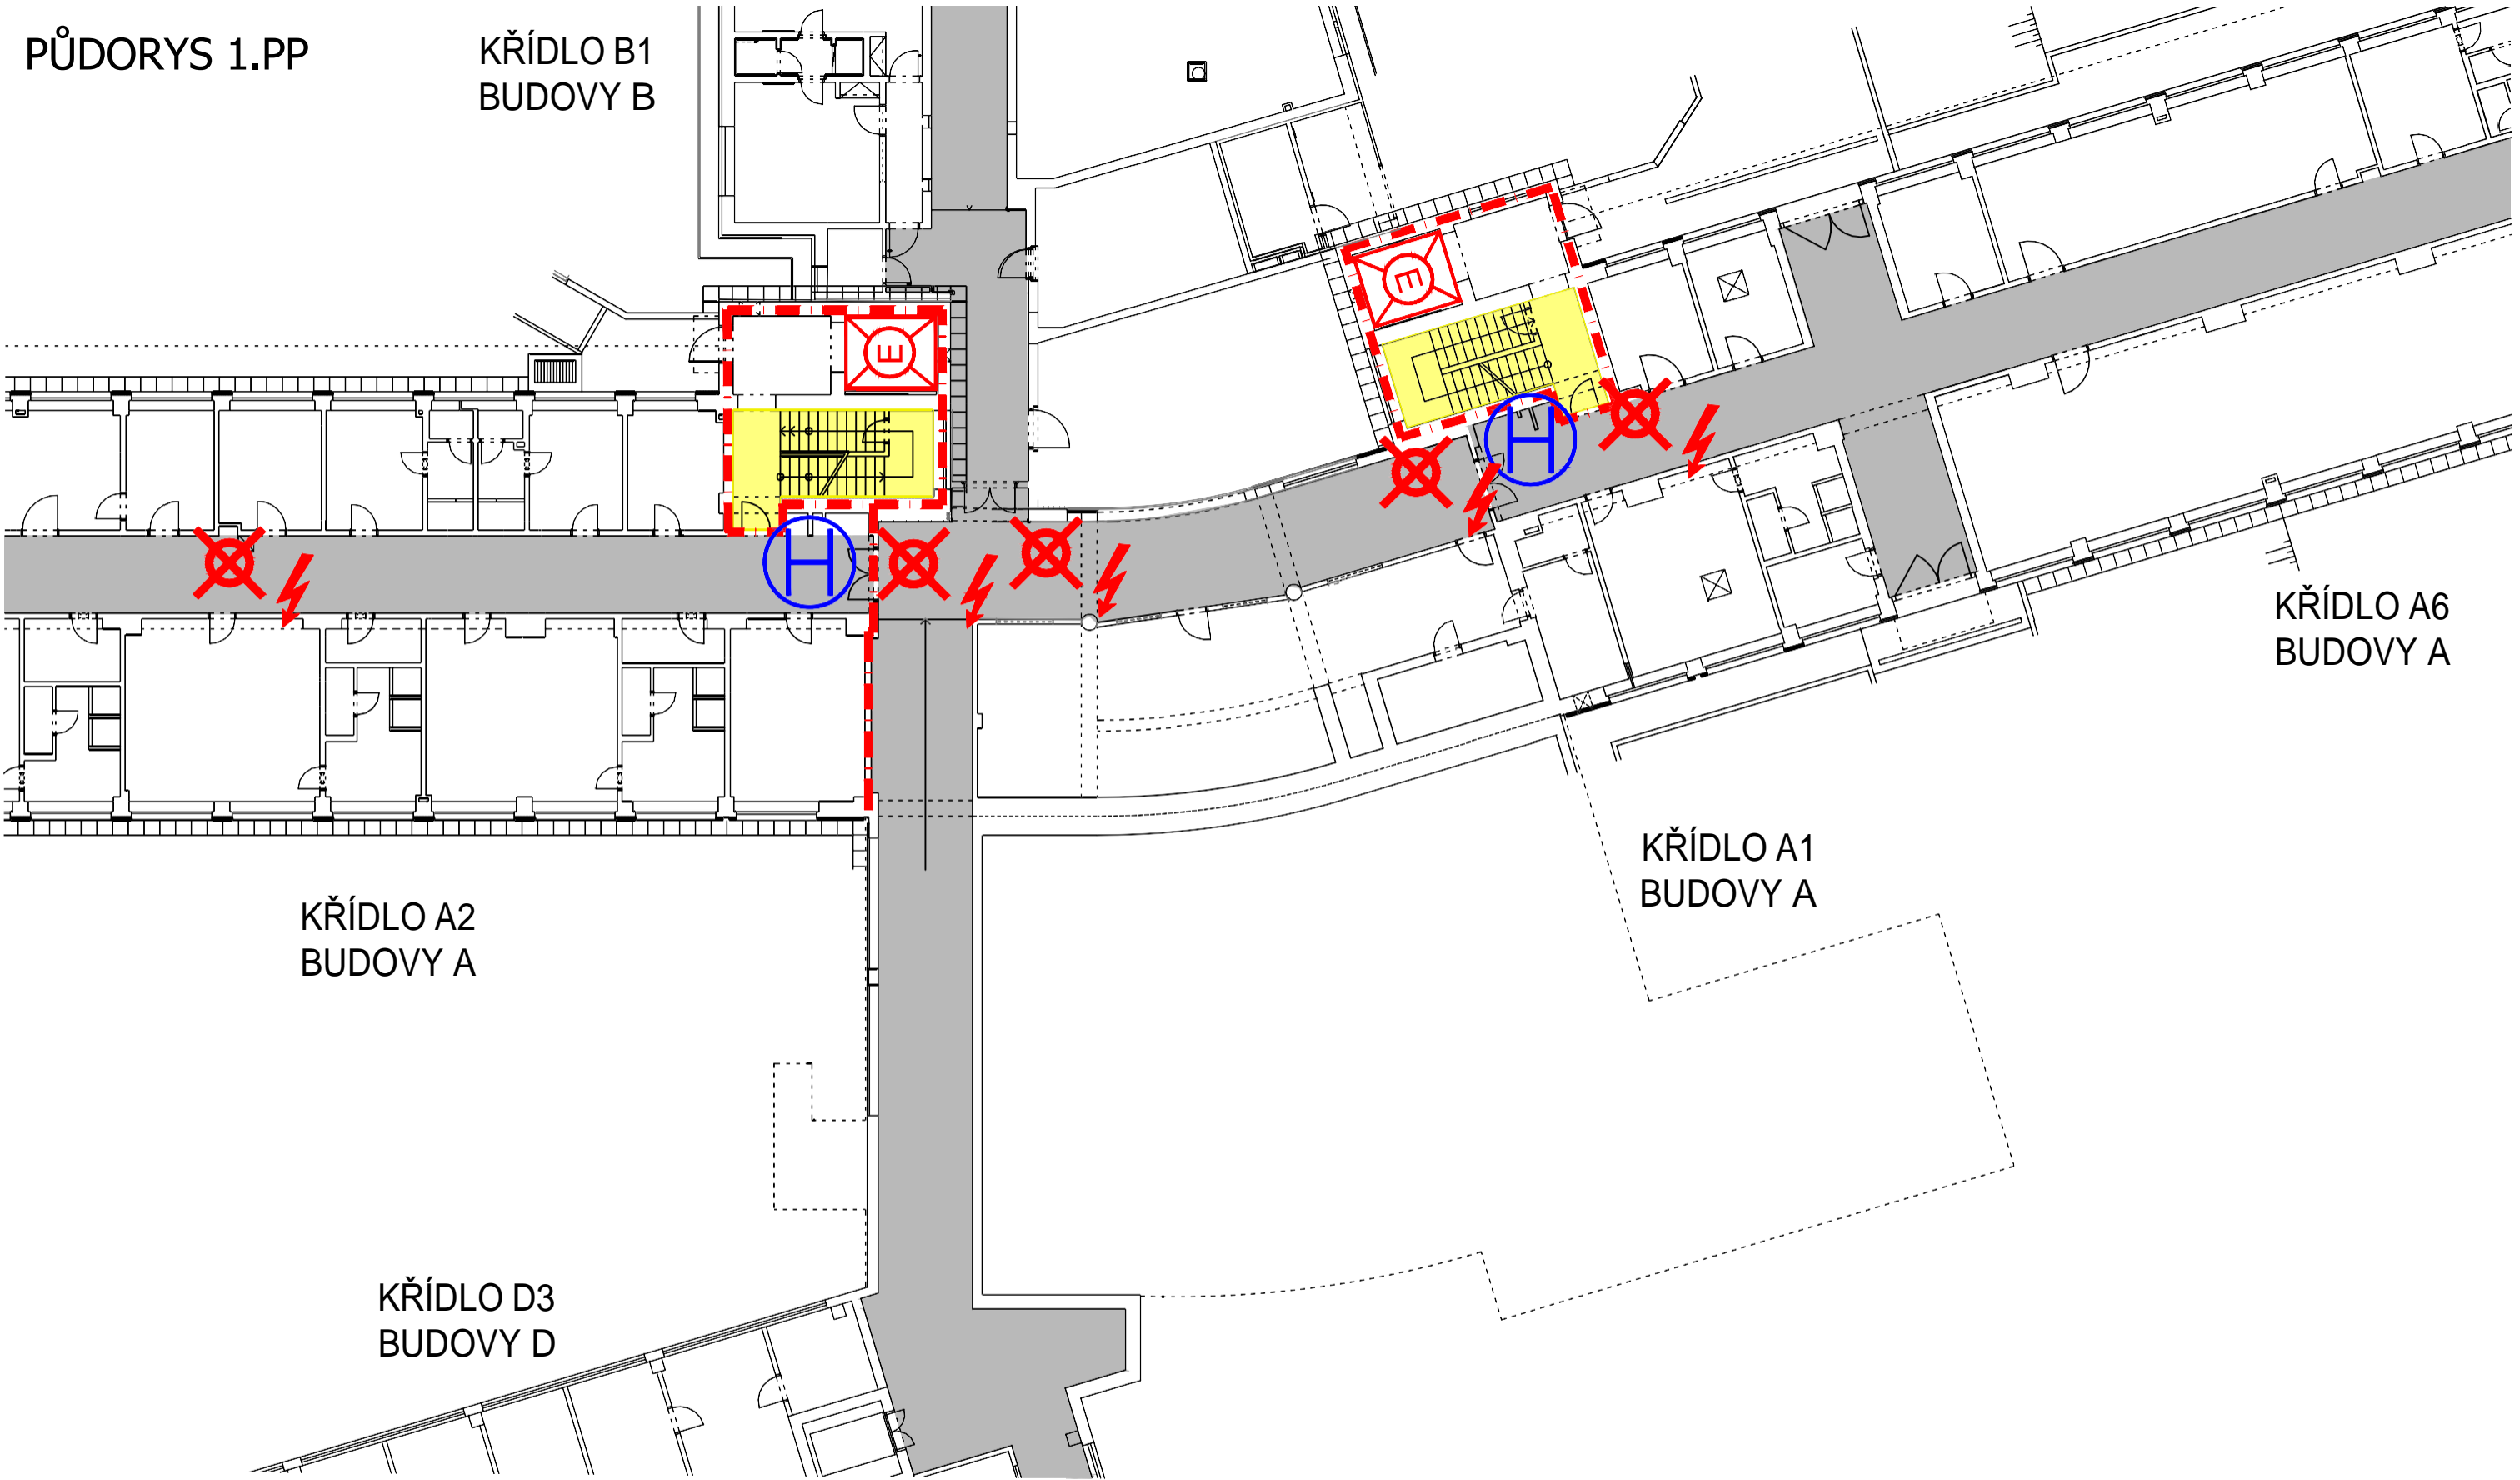 PŮDORYS 1.PP
KŘÍDLO B1
BUDOVY B
E
E
H
H
KŘÍDLO A6
BUDOVY A
KŘÍDLO A1
BUDOVY A
KŘÍDLO A2
BUDOVY A
KŘÍDLO D3
BUDOVY D